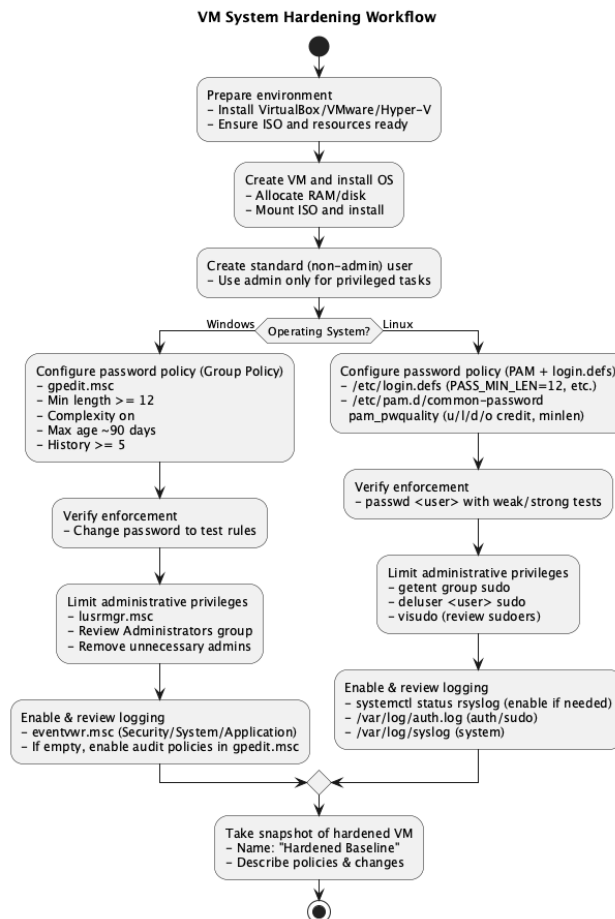 VM System Hardening Workflow
Prepare environment
- Install VirtualBox/VMware/Hyper-V
- Ensure ISO and resources ready
Create VM and install OS
- Allocate RAM/disk
- Mount ISO and install
Create standard (non-admin) user
- Use admin only for privileged tasks
Windows
Operating System?
Linux
Configure password policy (Group Policy)
- gpedit.msc
- Min length >= 12
- Complexity on
- Max age ~90 days
- History >= 5
Verify enforcement
- Change password to test rules
Limit administrative privileges
- lusrmgr.msc
- Review Administrators group
- Remove unnecessary admins
Enable & review logging
- eventvwr.msc (Security/System/Application)
- If empty, enable audit policies in gpedit.msc
Configure password policy (PAM + login.defs)
- /etc/login.defs (PASS_MIN_LEN=12, etc.)
- /etc/pam.d/common-password
pam_pwquality (u/l/d/o credit, minlen)
Verify enforcement
- passwd <user> with weak/strong tests
Limit administrative privileges
- getent group sudo
- deluser <user> sudo
- visudo (review sudoers)
Enable & review logging
- systemctl status rsyslog (enable if needed)
- /var/log/auth.log (auth/sudo)
- /var/log/syslog (system)
Take snapshot of hardened VM
- Name: "Hardened Baseline"
- Describe policies & changes